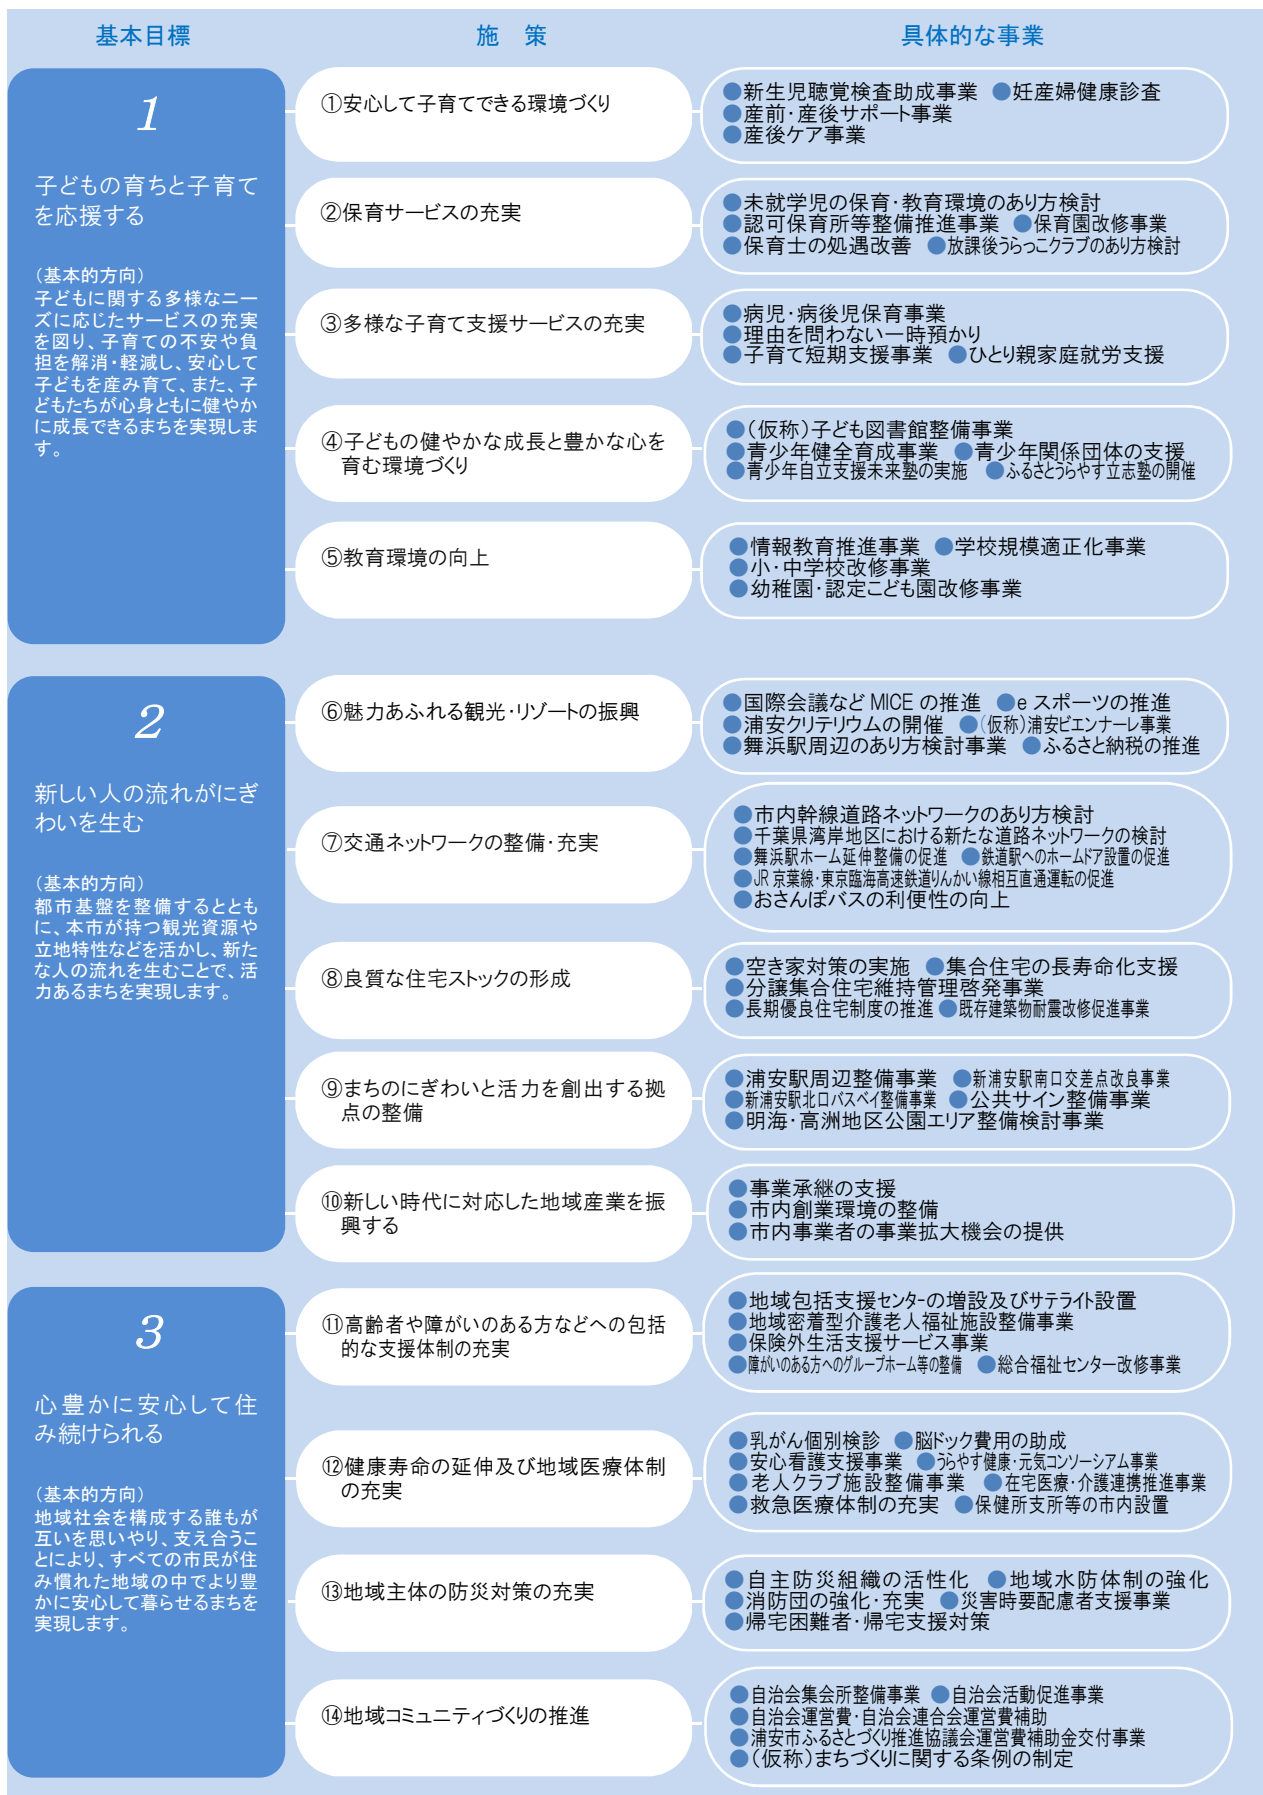 基本目標
施　策
具体的な事業
1
子どもの育ちと子育て
を応援する
（基本的方向）
子どもに関する多様なニー
ズに応じたサービスの充実
を図り、子育ての不安や負
担を解消・軽減し、安心して
子どもを産み育て、また、子
どもたちが心身ともに健やか
に成長できるまちを実現しま
す。
①安心して子育てできる環境づくり
●新生児聴覚検査助成事業　●妊産婦健康診査
●産前・産後サポート事業
●産後ケア事業
②保育サービスの充実
●未就学児の保育・教育環境のあり方検討
●認可保育所等整備推進事業　●保育園改修事業
●保育士の処遇改善　●放課後うらっこクラブのあり方検討
③多様な子育て支援サービスの充実
●病児・病後児保育事業
●理由を問わない一時預かり
●子育て短期支援事業　●ひとり親家庭就労支援
④子どもの健やかな成長と豊かな心を
育む環境づくり
●（仮称）子ども図書館整備事業
●青少年健全育成事業　●青少年関係団体の支援
●青少年自立支援未来塾の実施　●ふるさとうらやす立志塾の開催
⑤教育環境の向上
●情報教育推進事業　●学校規模適正化事業
●小・中学校改修事業
●幼稚園・認定こども園改修事業
2
新しい人の流れがにぎ
わいを生む
（基本的方向）
都市基盤を整備するととも
に、本市が持つ観光資源や
立地特性などを活かし、新た
な人の流れを生むことで、活
力あるまちを実現します。
⑥魅力あふれる観光・リゾートの振興
●国際会議など MICE の推進　●e スポーツの推進
●浦安クリテリウムの開催　●（仮称）浦安ビエンナーレ事業
●舞浜駅周辺のあり方検討事業　●ふるさと納税の推進
⑦交通ネットワークの整備・充実
●市内幹線道路ネットワークのあり方検討
●千葉県湾岸地区における新たな道路ネットワークの検討
●舞浜駅ホーム延伸整備の促進　●鉄道駅へのホームドア設置の促進
●JR 京葉線・東京臨海高速鉄道りんかい線相互直通運転の促進
●おさんぽバスの利便性の向上
⑧良質な住宅ストックの形成
●空き家対策の実施　●集合住宅の長寿命化支援
●分譲集合住宅維持管理啓発事業
●長期優良住宅制度の推進 ●既存建築物耐震改修促進事業
⑨まちのにぎわいと活力を創出する拠
点の整備
●浦安駅周辺整備事業　●新浦安駅南口交差点改良事業
●新浦安駅北口バスベイ整備事業　●公共サイン整備事業
●明海・高洲地区公園エリア整備検討事業
⑩新しい時代に対応した地域産業を振
興する
●事業承継の支援
●市内創業環境の整備
●市内事業者の事業拡大機会の提供
3
心豊かに安心して住
み続けられる
（基本的方向）
地域社会を構成する誰もが
互いを思いやり、支え合うこ
とにより、すべての市民が住
み慣れた地域の中でより豊
かに安心して暮らせるまちを
実現します。
⑪高齢者や障がいのある方などへの包括
的な支援体制の充実
●地域包括支援センターの増設及びサテライト設置
●地域密着型介護老人福祉施設整備事業
●保険外生活支援サービス事業
●障がいのある方へのグループホーム等の整備　●総合福祉センター改修事業
⑫健康寿命の延伸及び地域医療体制
の充実
●乳がん個別検診　●脳ドック費用の助成
●安心看護支援事業　●うらやす健康・元気コンソーシアム事業
●老人クラブ施設整備事業　●在宅医療・介護連携推進事業
●救急医療体制の充実　●保健所支所等の市内設置
⑬地域主体の防災対策の充実
●自主防災組織の活性化　●地域水防体制の強化
●消防団の強化・充実　●災害時要配慮者支援事業
●帰宅困難者・帰宅支援対策
⑭地域コミュニティづくりの推進
●自治会集会所整備事業　●自治会活動促進事業
●自治会運営費・自治会連合会運営費補助
●浦安市ふるさとづくり推進協議会運営費補助金交付事業
●（仮称）まちづくりに関する条例の制定